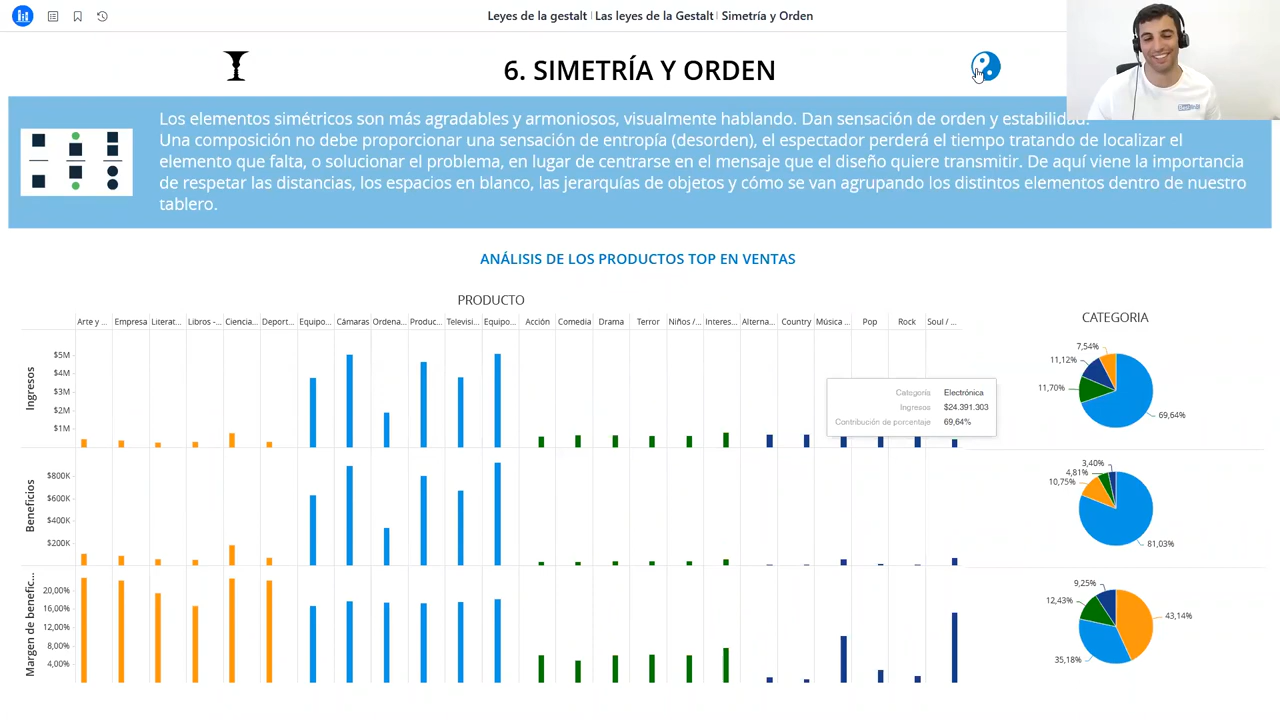 Leyes de la gestalt | Las leyes de la Gestalt | Simetría y Orden
6. SIMETRÍA Y ORDEN
Los elementos simétricos son más agradables y armoniosos, visualmente hablando. Dan sensación de orden y estabilidad.
Una composición no debe proporcionar una sensación de entropía (desorden), el espectador perderá el tiempo tratando de localizar el
elemento que falta, o solucionar el problema, en lugar de centrarse en el mensaje que el diseño quiere transmitir. De aquí viene la importancia
de respetar las distancias, los espacios en blanco, las jerarquías de objetos y cómo se van agrupando los distintos elementos dentro de nuestro
tablero.
ANÁLISIS DE LOS PRODUCTOS TOP EN VENTAS
PRODUCTO
Arte y ... Empresa Literat... Libros -... Ciencia... Deport... Equipo... Cámaras Ordena... Produc... Televisi... Equipo... Acción Comedia Drama Terror Niños /... Interes... Alterna... Country Música ... Pop Rock Soul / ...
Ingresos
$5M
$4M
$3M
$2M
$1M
Beneficios
$800K
$600K
$400K
$200K
Margen de benefic...
20,00%
16,00%
12,00%
8,00%
4,00%
Categoría Electrónica
Ingresos $24.391.303
Contribución de porcentaje 69,64%
CATEGORIA
7,54%
11,12%
11,70%
69,64%
3,40%
4,81%
10,75%
81,03%
9,25%
12,43%
43,14%
35,18%